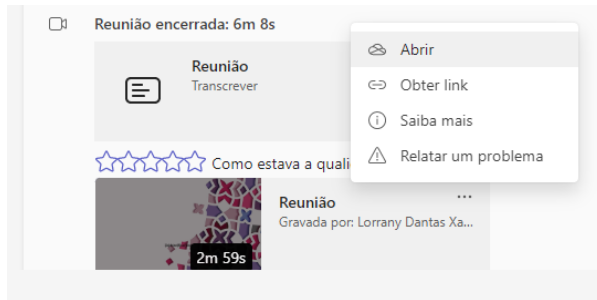 Reunião encerrada: 6m 8s
Reunião
Transcrever
Abrir
Obter link
Saiba mais
Relatar um problema
Como estava a quali
Reunião
...
Gravada por: Lorrany Dantas Xa...
2m 59s